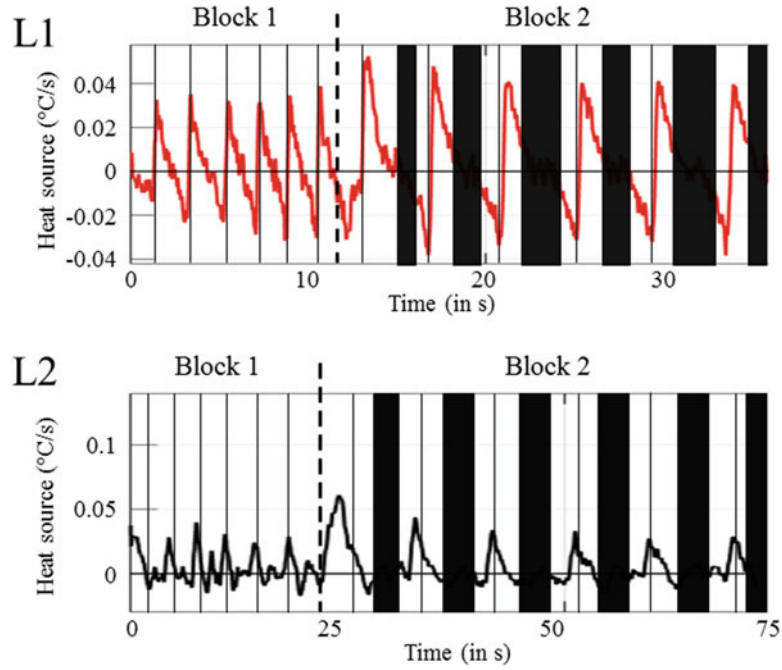 L1
Block 1
Block 2
Heat source (°C/s)
0.04
0.02
0
-0.02
-0.04
0
10
20
30
Time (in s)
L2
Block 1
Block 2
Heat source (°C/s)
0.1
0.05
0
0
25
50
75
Time (in s)